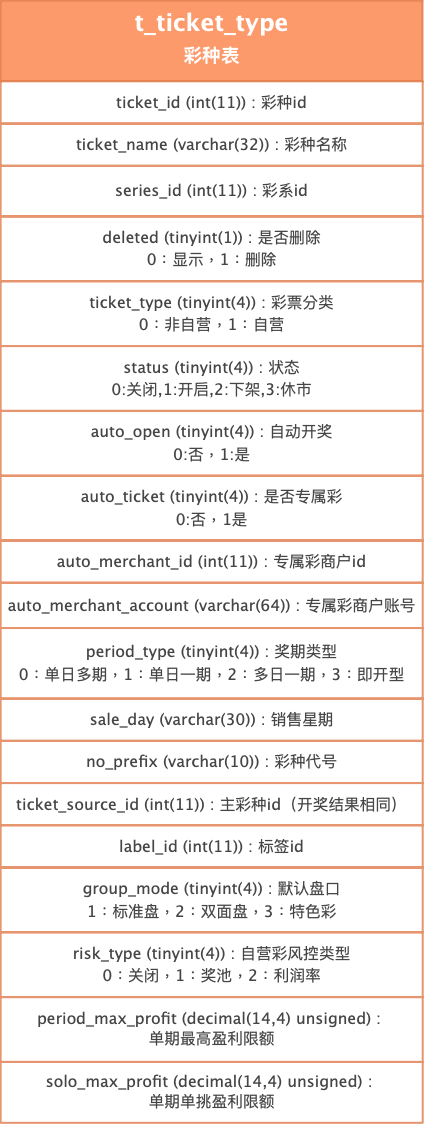 t_ticket_type
彩种表
ticket_id (int(11)) : 彩种id
ticket_name (varchar(32)) : 彩种名称
series_id (int(11)) : 彩系id
deleted (tinyint(1)) : 是否删除
0：显示，1：删除
ticket_type (tinyint(4)) : 彩票分类
0：非自营，1：自营
status (tinyint(4)) : 状态
0:关闭,1:开启,2:下架,3:休市
auto_open (tinyint(4)) : 自动开奖
0:否，1:是
auto_ticket (tinyint(4)) : 是否专属彩
0:否，1是
auto_merchant_id (int(11)) : 专属彩商户id
auto_merchant_account (varchar(64)) : 专属彩商户账号
period_type (tinyint(4)) : 奖期类型
0：单日多期，1：单日一期，2：多日一期，3：即开型
sale_day (varchar(30)) : 销售星期
no_prefix (varchar(10)) : 彩种代号
ticket_source_id (int(11)) : 主彩种id（开奖结果相同）
label_id (int(11)) : 标签id
group_mode (tinyint(4)) : 默认盘口
1：标准盘，2：双面盘，3：特色彩
risk_type (tinyint(4)) : 自营彩风控类型
0：关闭，1：奖池，2：利润率
period_max_profit (decimal(14,4) unsigned) :
单期最高盈利限额
solo_max_profit (decimal(14,4) unsigned) :
单期单挑盈利限额